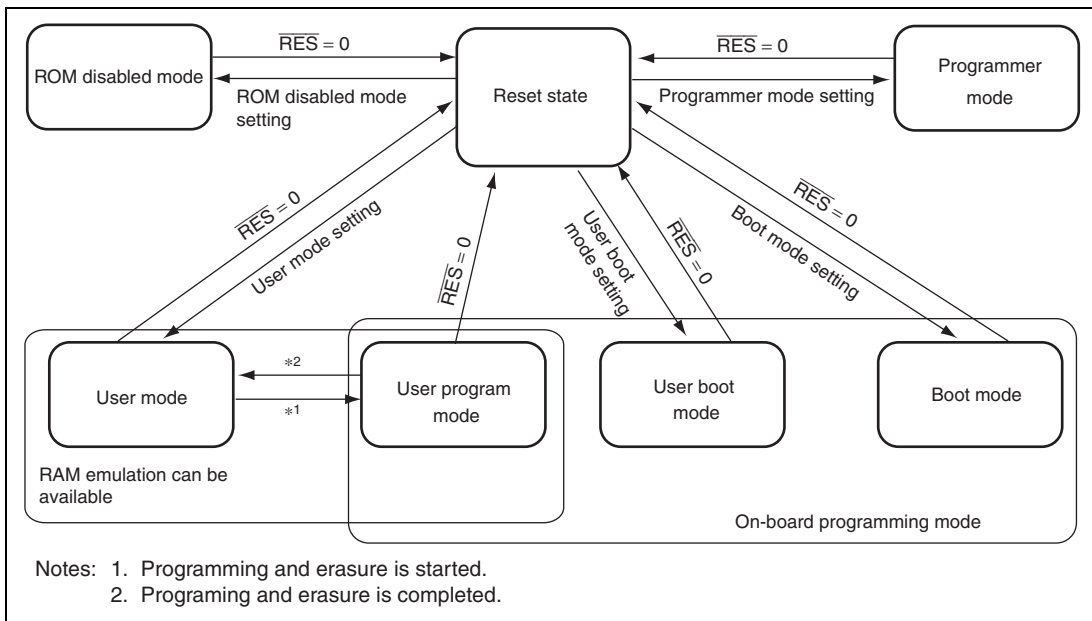 ROM disabled mode
RES = 0
ROM disabled mode
setting
Reset state
RES = 0
Programmer mode setting
Programmer
mode
RES = 0
User mode setting
RES = 0
User boot
mode setting
RES = 0
RES = 0
Boot mode setting
User mode
*2
*1
User program
mode
User boot
mode
Boot mode
RAM emulation can be
available
On-board programming mode
Notes: 1. Programming and erasure is started.
2. Programing and erasure is completed.